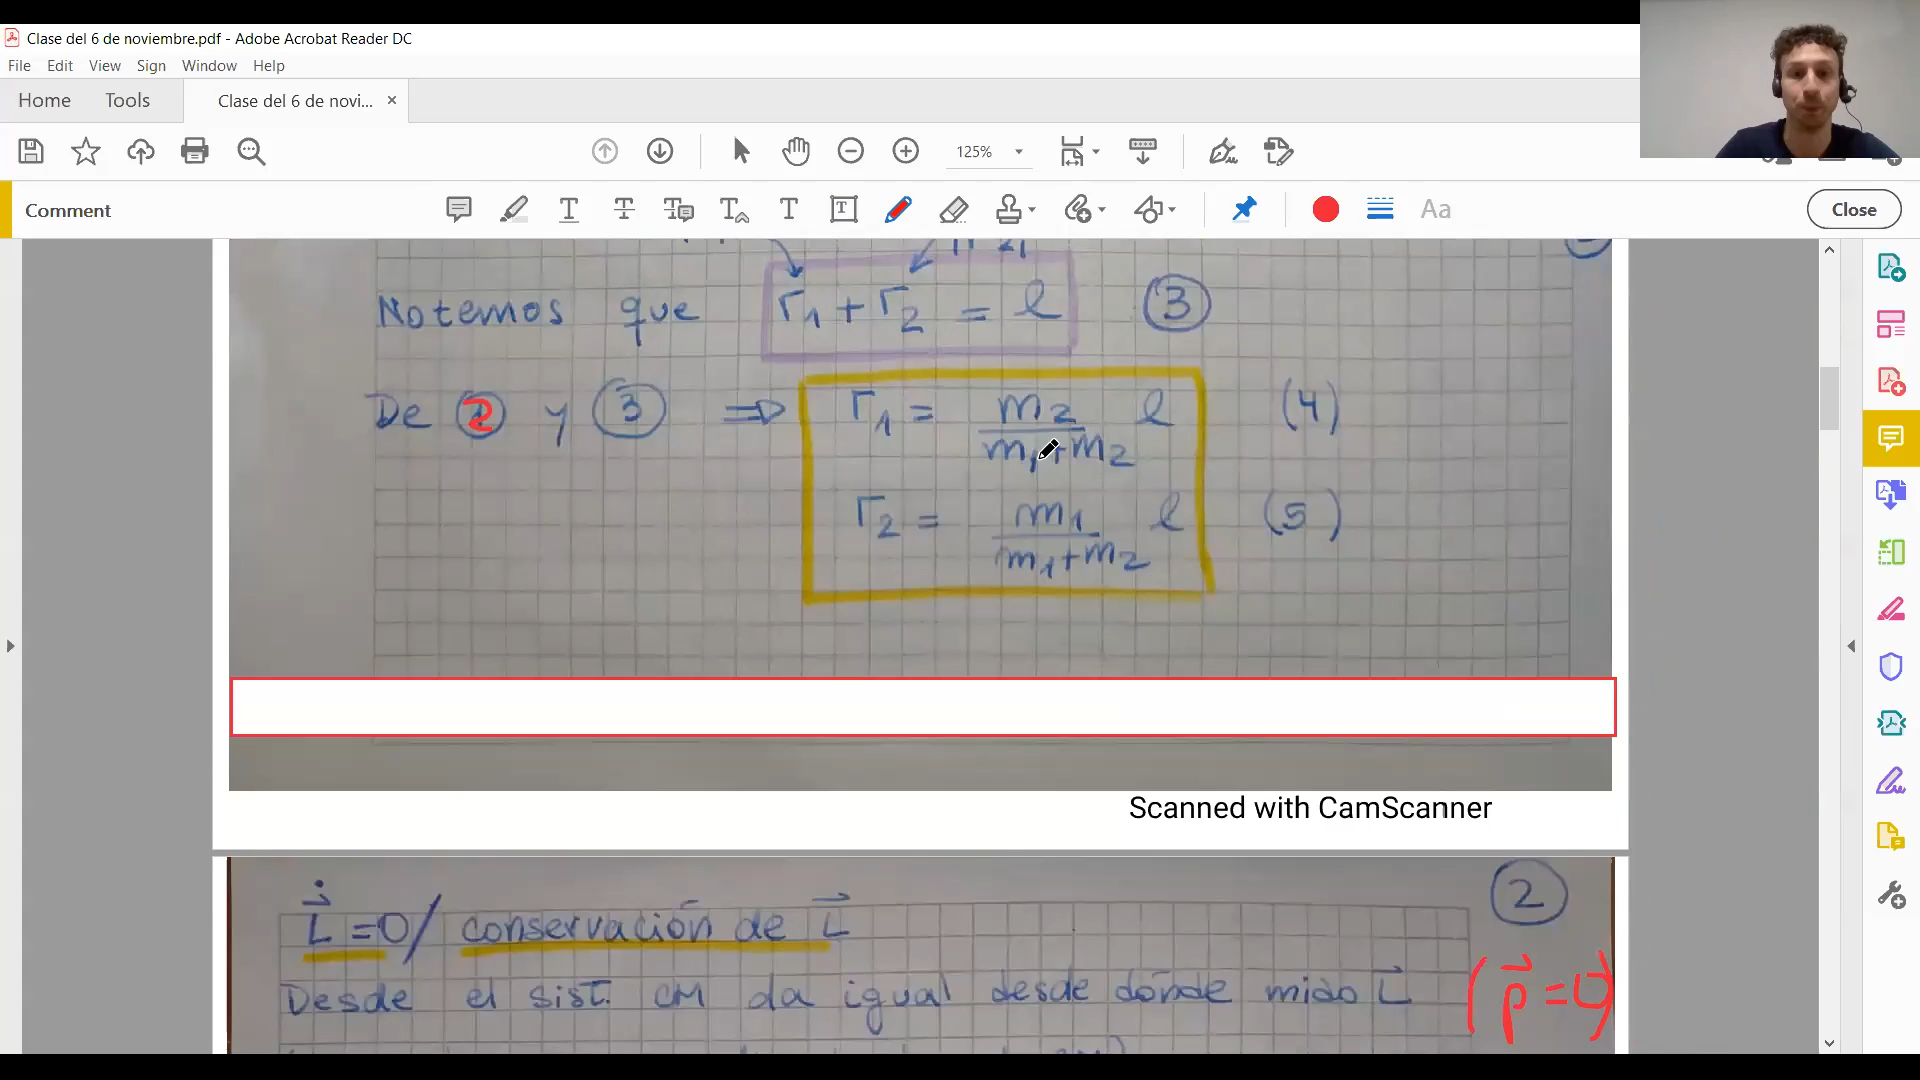 Clase del 6 de noviembre.pdf - Adobe Acrobat Reader DC
File Edit View Sign Window Help
Home Tools Clase del 6 de novi... ×
125%
Comment
Aa
Close
Notemos que r₁ + r₂ = l ③
De ② y ③ ⇒ r₁ = m₂/(m₁+m₂) l (4)
r₂ = m₁/(m₁+m₂) l (5)
Scanned with CamScanner
②
L⃗̇ = 0 / conservación de L⃗
Desde el sist. CM da igual desde dónde mido L⃗ (p⃗ =